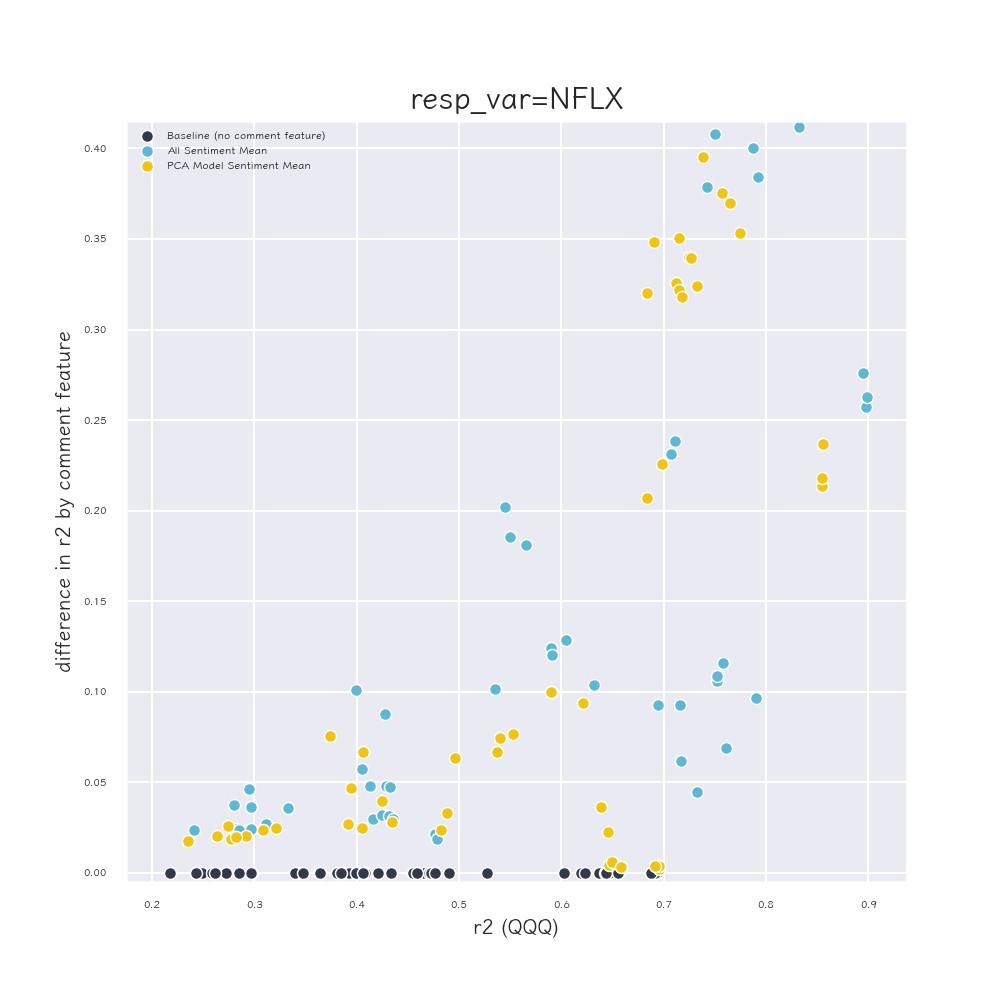 resp_var=NFLX
Baseline (no comment feature)
All Sentiment Mean
PCA Model Sentiment Mean
0.40
0.35
0.30
0.25
0.20
0.15
0.10
0.05
0.00
difference in r2 by comment feature
0.2 0.3 0.4 0.5 0.6 0.7 0.8 0.9
r2 (QQQ)